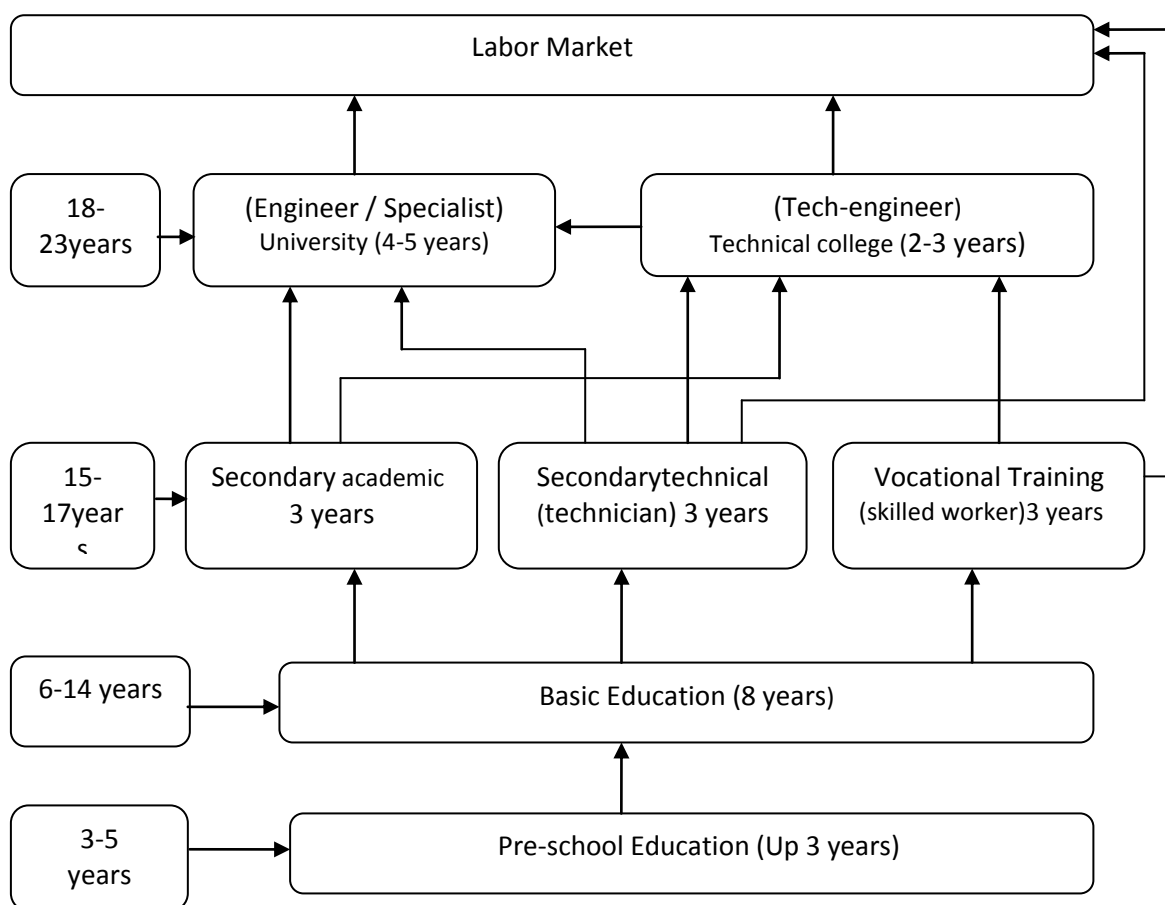 Labor Market
18-
23years
(Engineer / Specialist)
University (4-5 years)
(Tech-engineer)
Technical college (2-3 years)
15-
17year
s
Secondary academic
3 years
Secondarytechnical
(technician) 3 years
Vocational Training
(skilled worker)3 years
6-14 years
Basic Education (8 years)
3-5
years
Pre-school Education (Up 3 years)